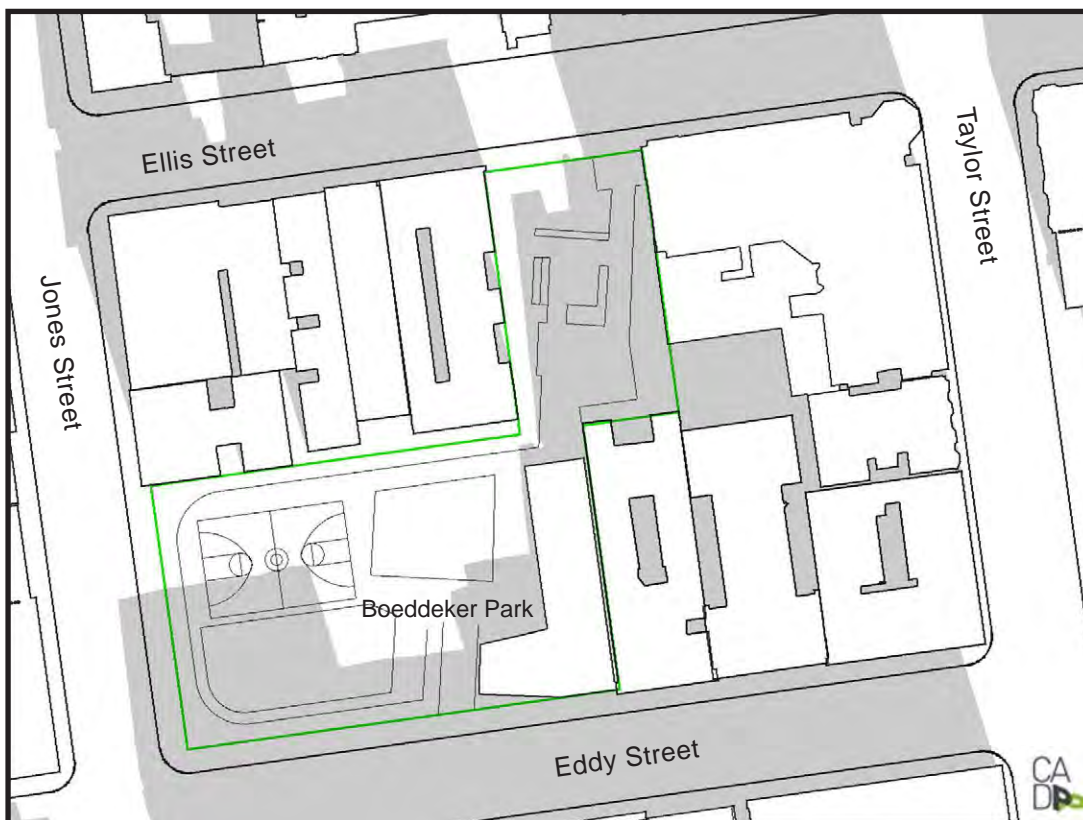 Ellis Street
Taylor Street
Jones Street
Boeddeker Park
Eddy Street
CA
DP